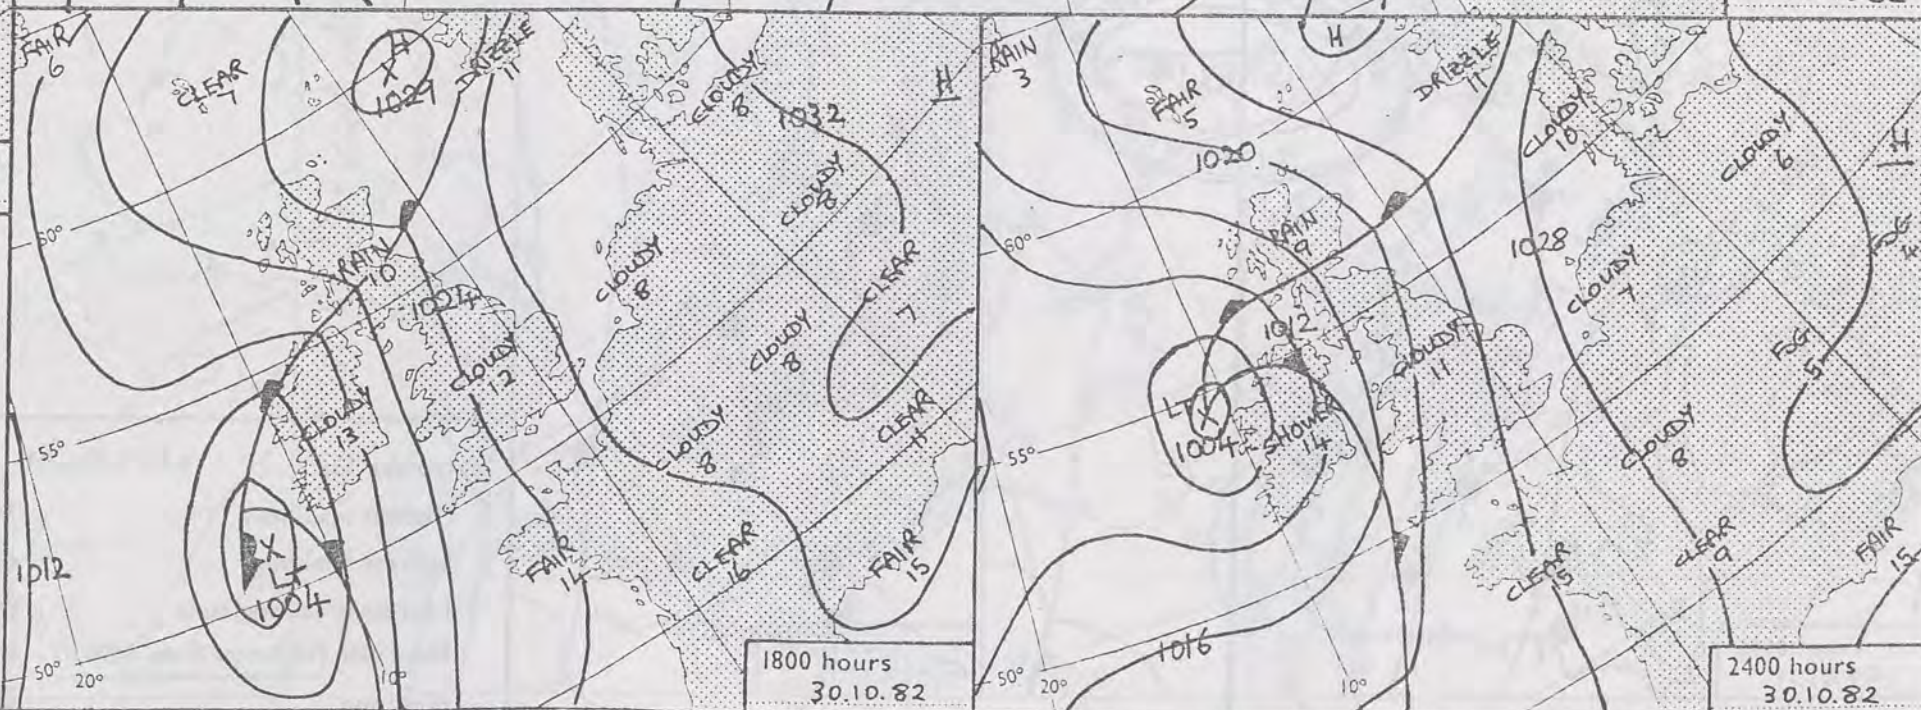 FAIR
6
CLEAR
7
H
X
1029
DRIZZLE
11
CLOUDY
8
1032
H
CLOUDY
8
60°
RAIN
10
CLOUDY
8
CLEAR
7
1024
CLOUDY
12
CLOUDY
8
CLOUDY
13
55°
CLOUDY
8
CLEAR
11
1012
X
LT
1004
FAIR
14
CLEAR
16
FAIR
15
50°
20°
10°
1800 hours
30.10.82
RAIN
3
FAIR
5
H
DRIZZLE
11
CLOUDY
10
CLOUDY
6
H
1020
60°
RAIN
9
1028
CLOUDY
7
FOG
4
1012
CLOUDY
11
FOG
5
LT
X
1004
SHOWER
14
55°
CLOUDY
8
CLEAR
15
CLEAR
9
FAIR
15
1016
50°
20°
10°
2400 hours
30.10.82